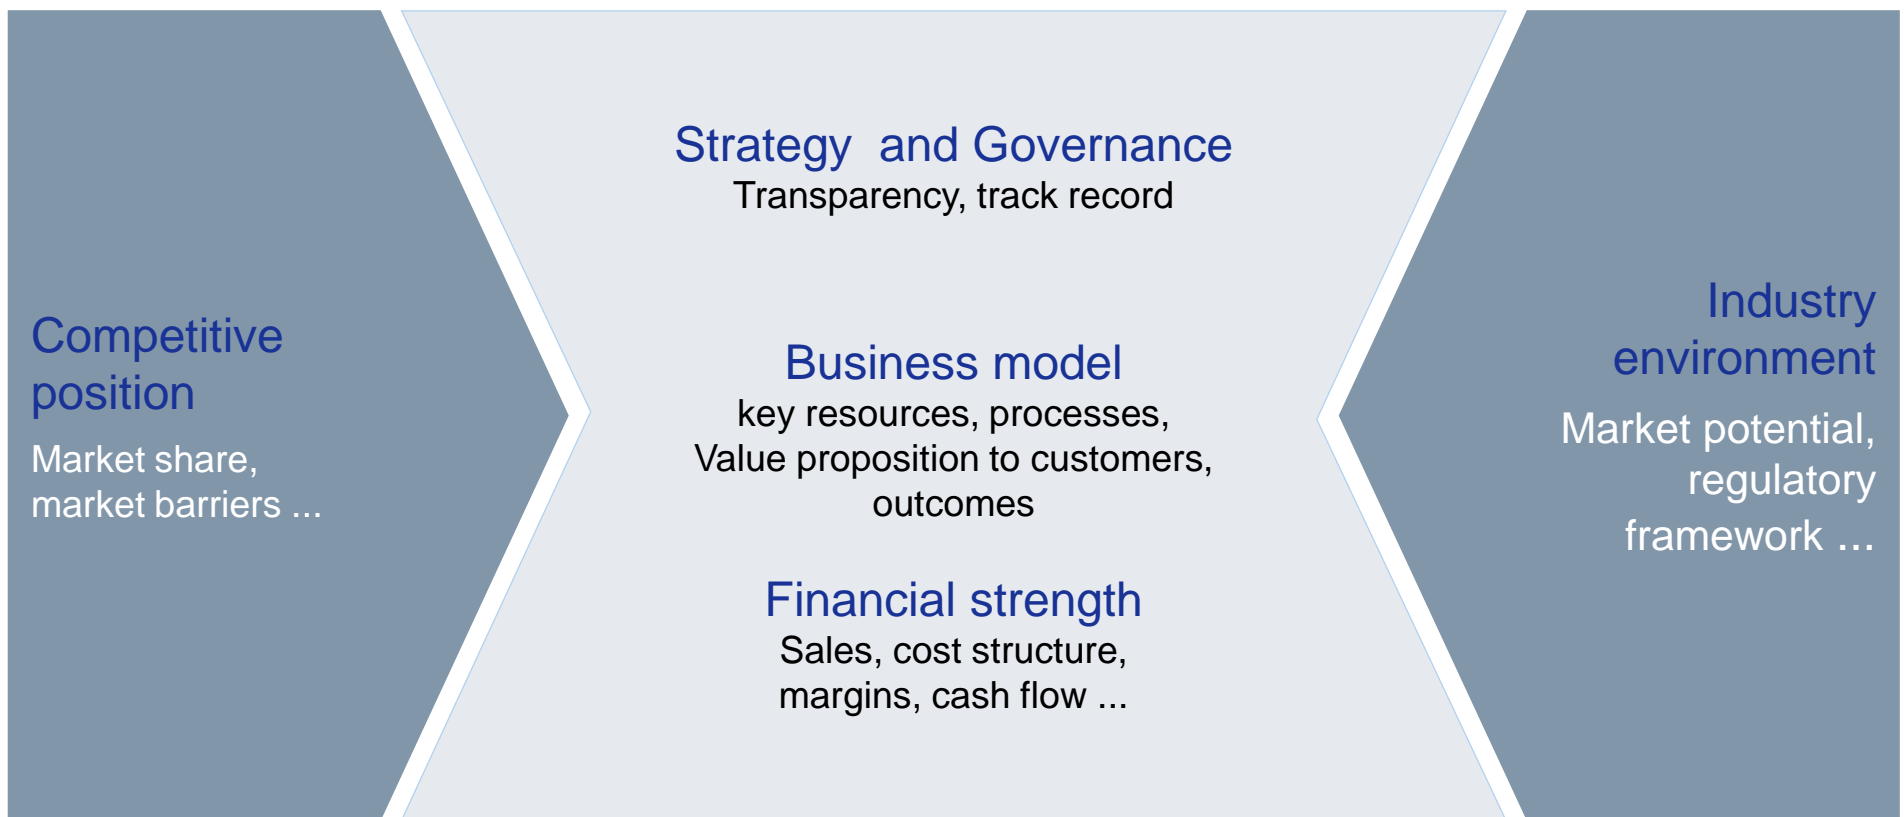 Competitive
position
Market share,
market barriers ...
Strategy  and Governance
Transparency, track record
Business model
key resources, processes,
Value proposition to customers,
outcomes
Financial strength
Sales, cost structure,
margins, cash flow ...
Industry
environment
Market potential,
regulatory
framework ...